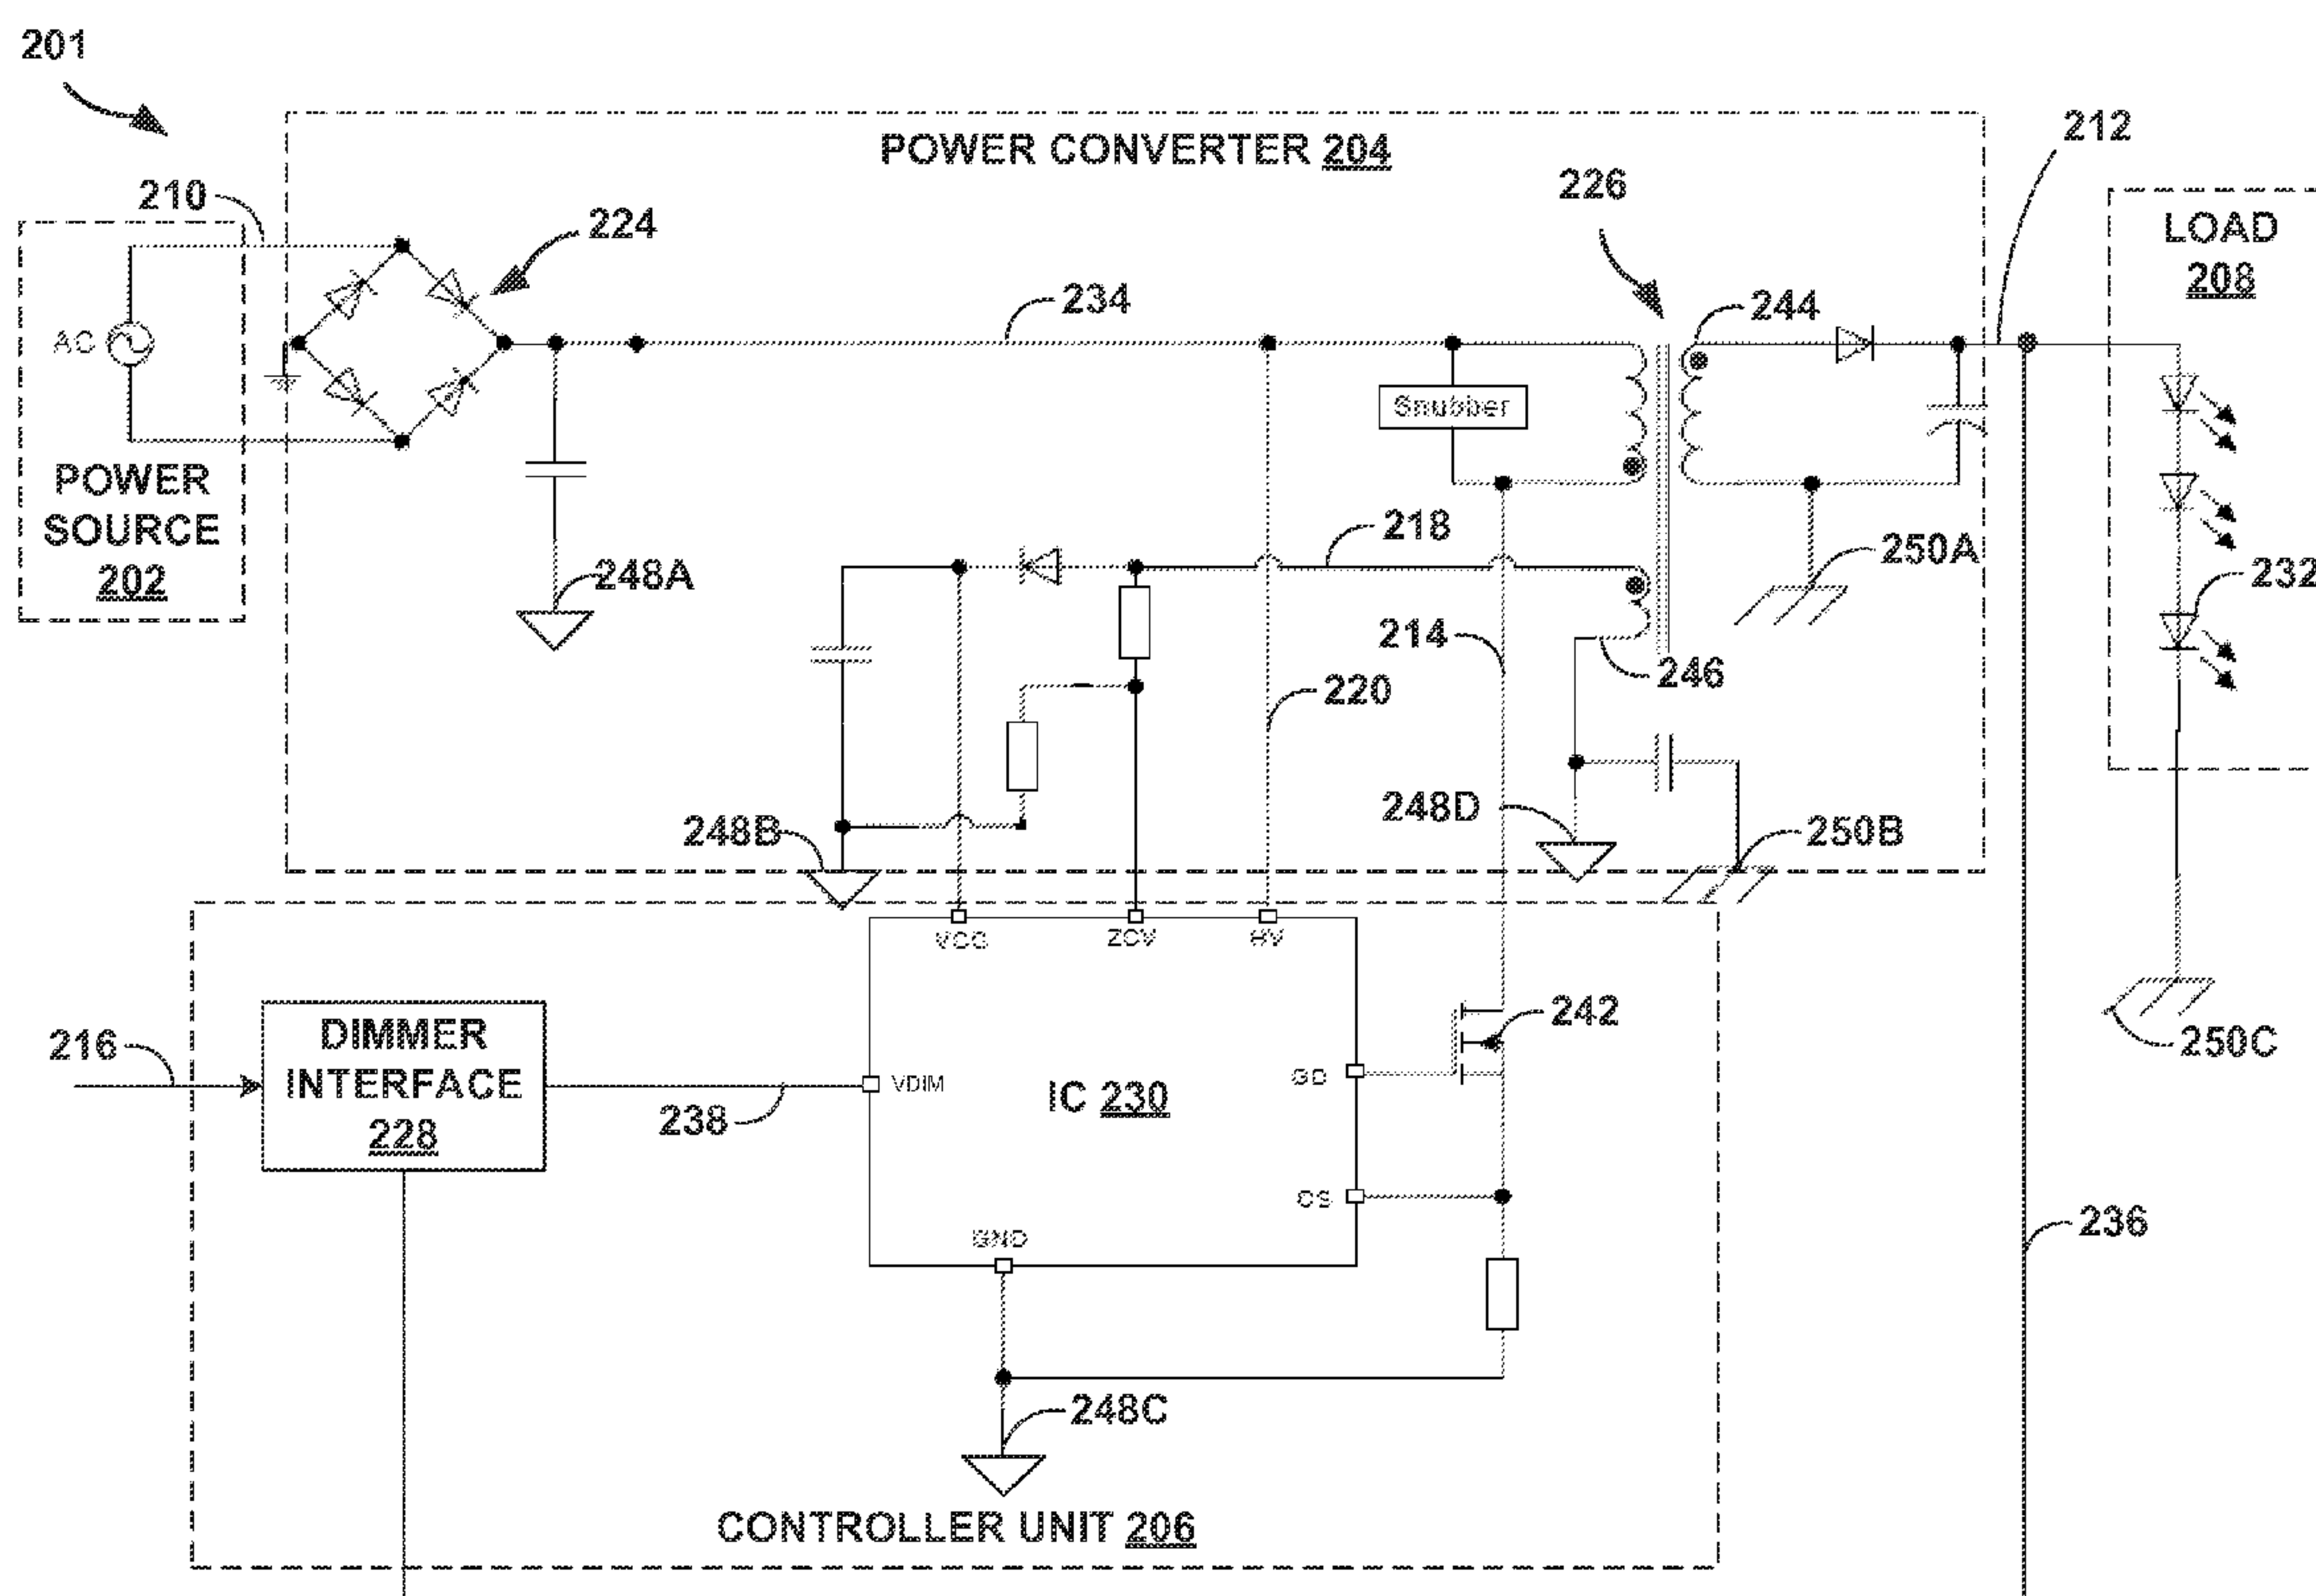 201
POWER CONVERTER 204
212
210
224
226
LOAD
208
234
244
AC
Snubber
POWER
SOURCE
202
218
250A
232
248A
214
246
220
248B
248D
250B
VCC
ZCV
HV
216
DIMMER
INTERFACE
228
238
VDIM
IC 230
GD
242
250C
CS
GND
236
248C
CONTROLLER UNIT 206